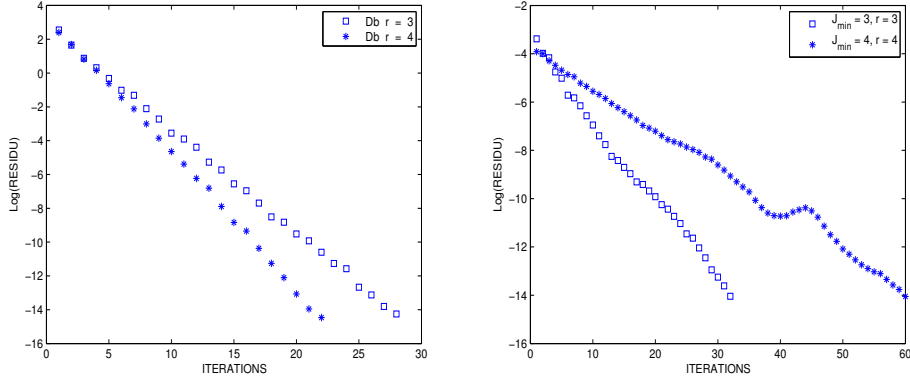 4
2
0
−2
−4
−6
−8
−10
−12
−14
−16
0 5 10 15 20 25 30
Log(RESIDU)
ITERATIONS
Db r = 3
Db r = 4
−2
−4
−6
−8
−10
−12
−14
−16
0 10 20 30 40 50 60
Log(RESIDU)
ITERATIONS
J_min = 3, r = 3
J_min = 4, r = 4